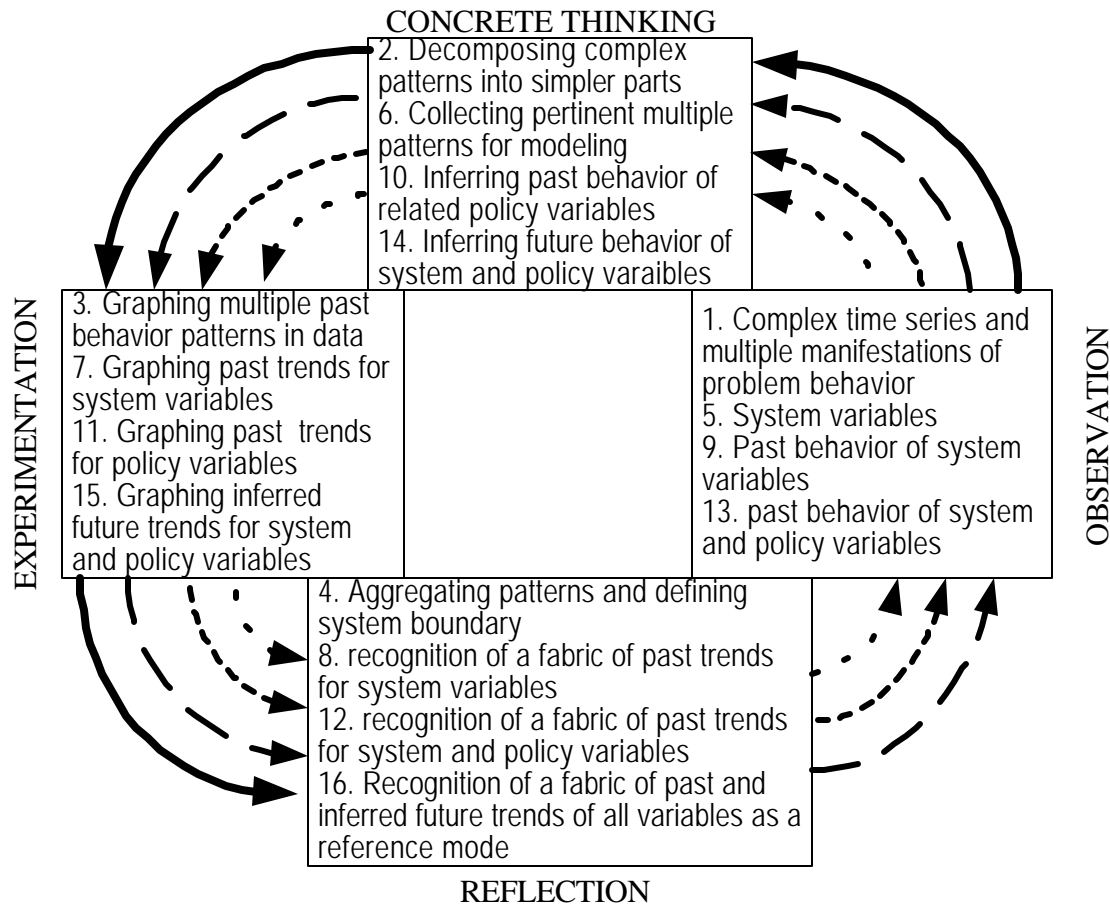 CONCRETE THINKING
2. Decomposing complex
patterns into simpler parts
6. Collecting pertinent multiple
patterns for modeling
10. Inferring past behavior of
related policy variables
14. Inferring future behavior of
system and policy varaibles
EXPERIMENTATION
3. Graphing multiple past
behavior patterns in data
7. Graphing past trends for
system variables
11. Graphing past trends
for policy variables
15. Graphing inferred
future trends for system
and policy variables
1. Complex time series and
multiple manifestations of
problem behavior
5. System variables
9. Past behavior of system
variables
13. past behavior of system
and policy variables
OBSERVATION
4. Aggregating patterns and defining
system boundary
8. recognition of a fabric of past trends
for system variables
12. recognition of a fabric of past trends
for system and policy variables
16. Recognition of a fabric of past and
inferred future trends of all variables as a
reference mode
REFLECTION